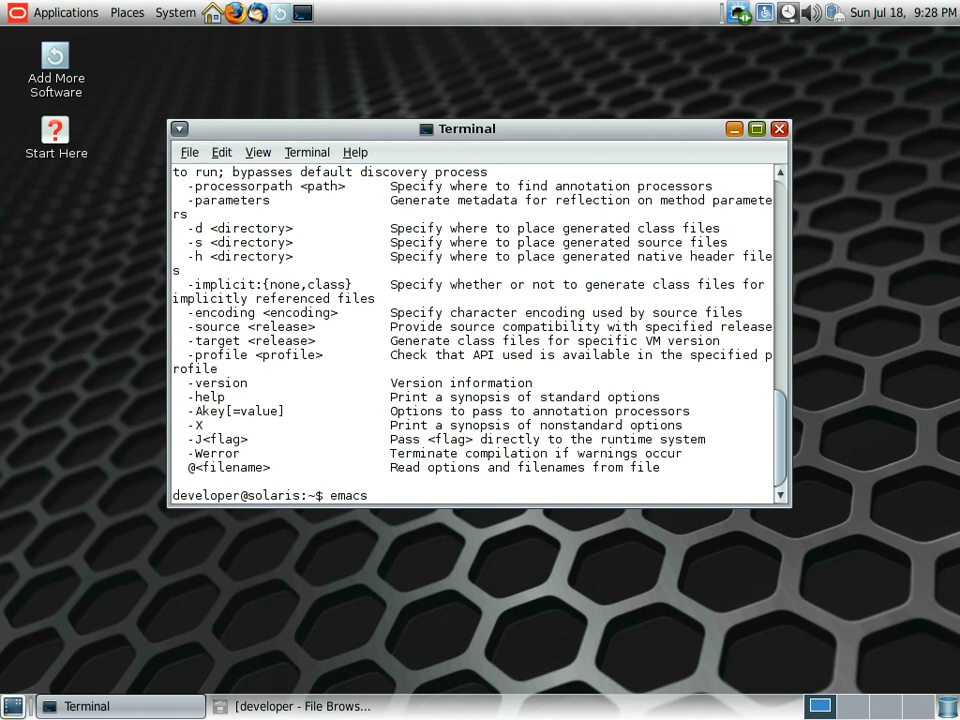 Applications Places System
Sun Jul 18, 9:28 PM
Add More
Software
Start Here
Terminal
File Edit View Terminal Help
to run; bypasses default discovery process
-processorpath <path> Specify where to find annotation processors
-parameters Generate metadata for reflection on method paramete
rs
-d <directory> Specify where to place generated class files
-s <directory> Specify where to place generated source files
-h <directory> Specify where to place generated native header file
s
-implicit:{none,class} Specify whether or not to generate class files for
implicitly referenced files
-encoding <encoding> Specify character encoding used by source files
-source <release> Provide source compatibility with specified release
-target <release> Generate class files for specific VM version
-profile <profile> Check that API used is available in the specified p
rofile
-version Version information
-help Print a synopsis of standard options
-Akey[=value] Options to pass to annotation processors
-X Print a synopsis of nonstandard options
-J<flag> Pass <flag> directly to the runtime system
-Werror Terminate compilation if warnings occur
@<filename> Read options and filenames from file
developer@solaris:~$ emacs
Terminal
[developer - File Brows...